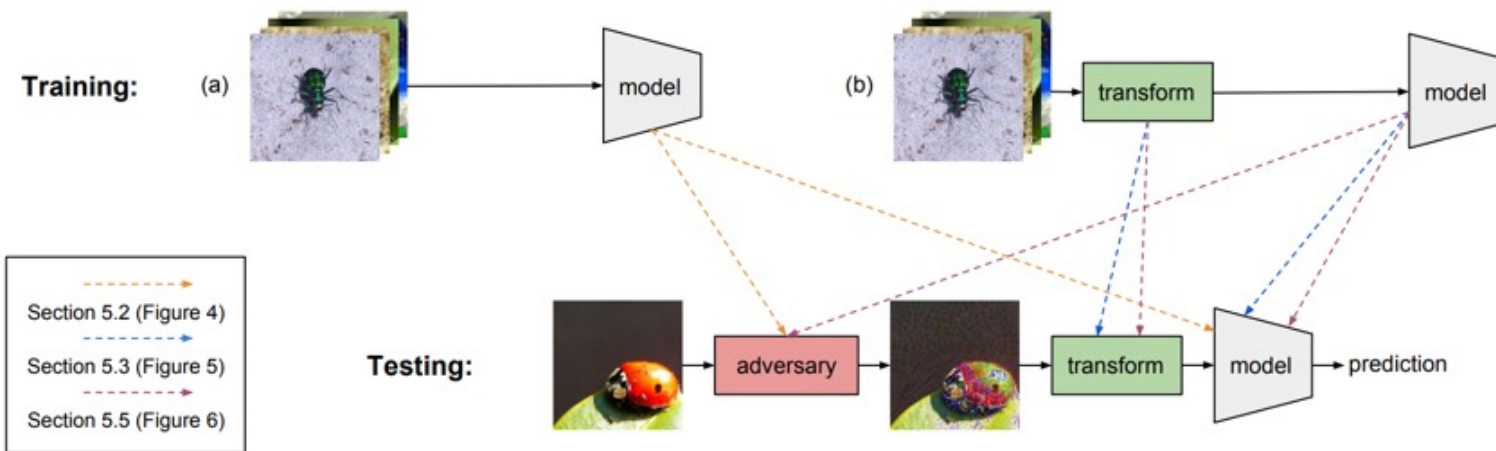 Training:
(a)
model
(b)
transform
model
Section 5.2 (Figure 4)
Section 5.3 (Figure 5)
Section 5.5 (Figure 6)
Testing:
adversary
transform
model
prediction